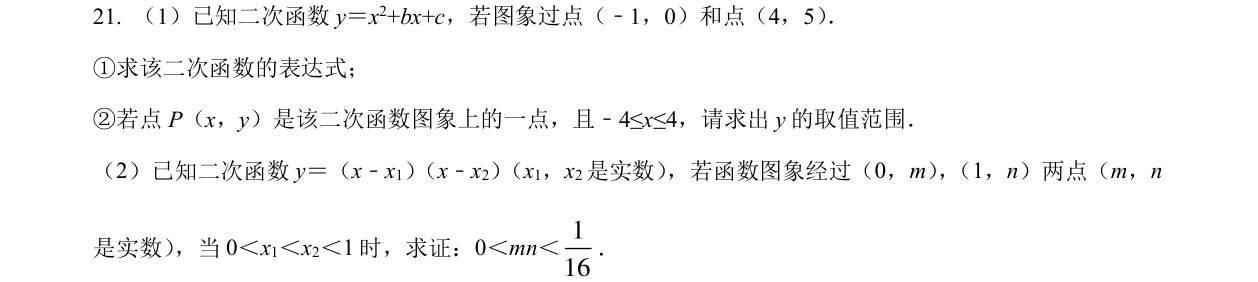 21. （1）已知二次函数 y＝x²+bx+c，若图象过点（﹣1，0）和点（4，5）．
①求该二次函数的表达式；
②若点 P（x，y）是该二次函数图象上的一点，且﹣4≤x≤4，请求出 y 的取值范围．
（2）已知二次函数 y＝（x﹣x₁）（x﹣x₂）（x₁，x₂是实数），若函数图象经过（0，m），（1，n）两点（m，n
是实数），当 0＜x₁＜x₂＜1 时，求证：0＜mn＜1/16．